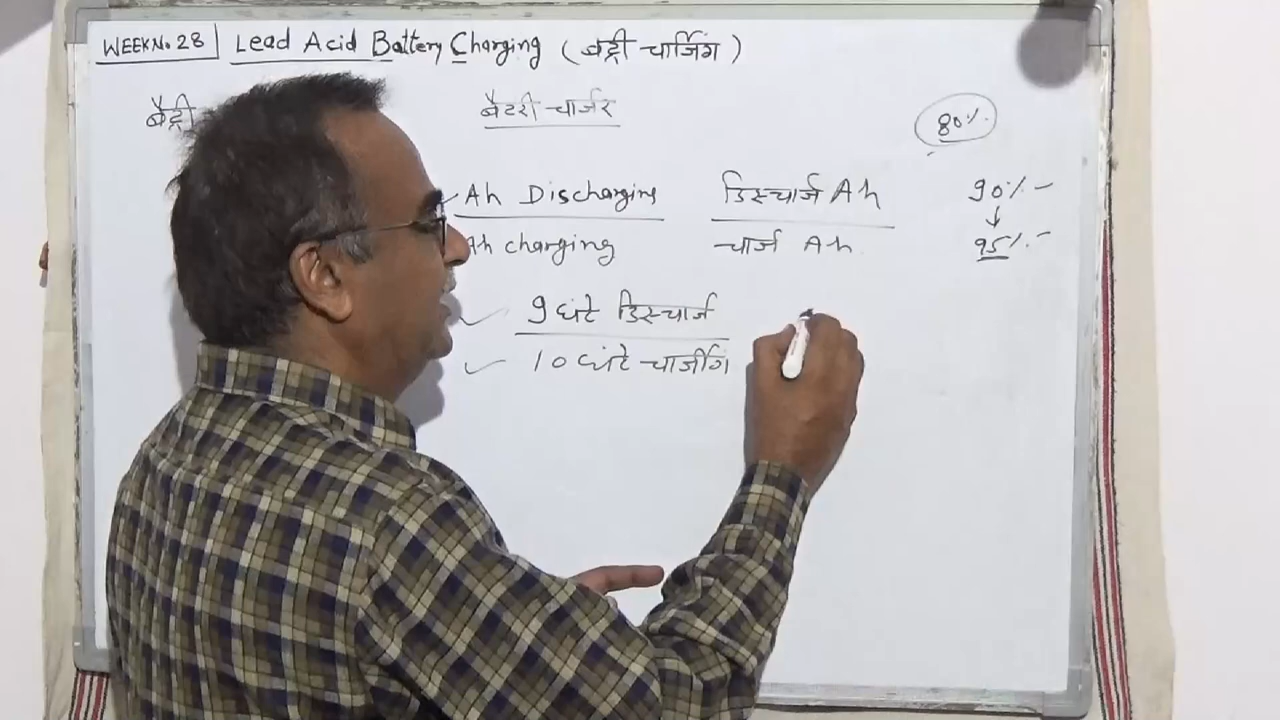 WEEK No. 28 Lead Acid Battery Charging ( बैट्री चार्जिंग )
बैट्री बैटरी चार्जर
80%
Ah Discharging डिस्चार्ज Ah 90%
Ah charging चार्ज Ah 95%
9 घंटे डिस्चार्ज
10 घंटे चार्जींग